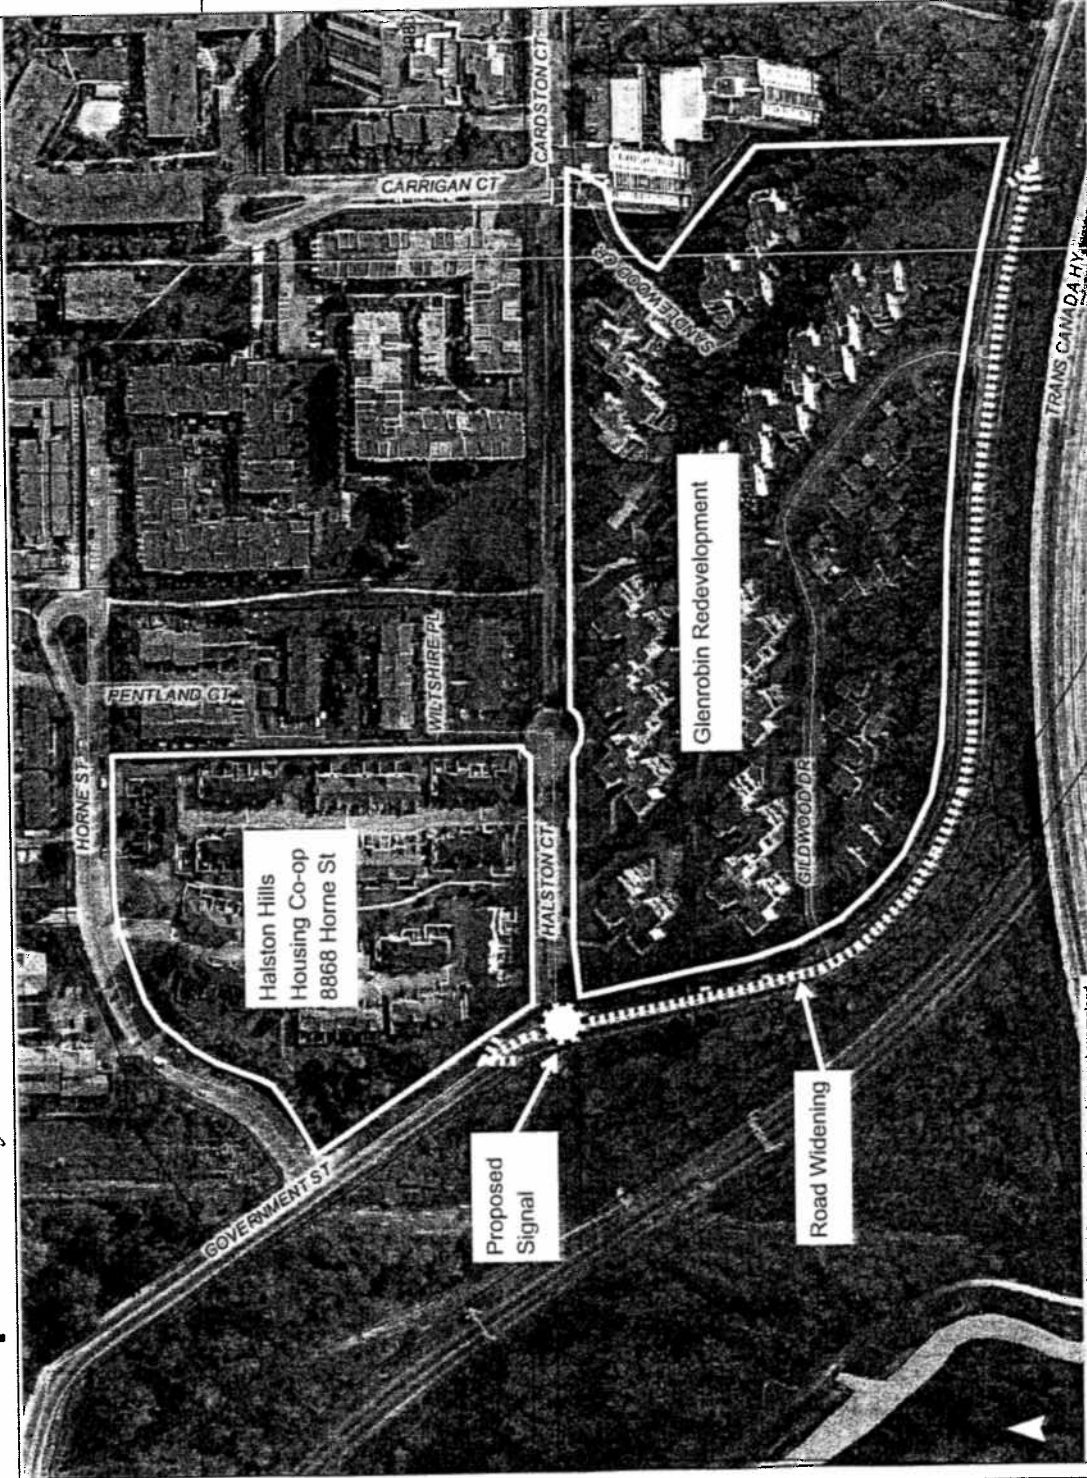 HORNE ST
PENTLAND CT
WILTSHIRE PL
CARRIGAN CT
CARDSTON CT
Halston Hills
Housing Co-op
8868 Horne St
HALSTON CT
SANDLEWOOD CR
GOVERNMENT ST
Glenrobin Redevelopment
Proposed
Signal
GILDWOOD DR
Road Widening
TRANS CANADA HY